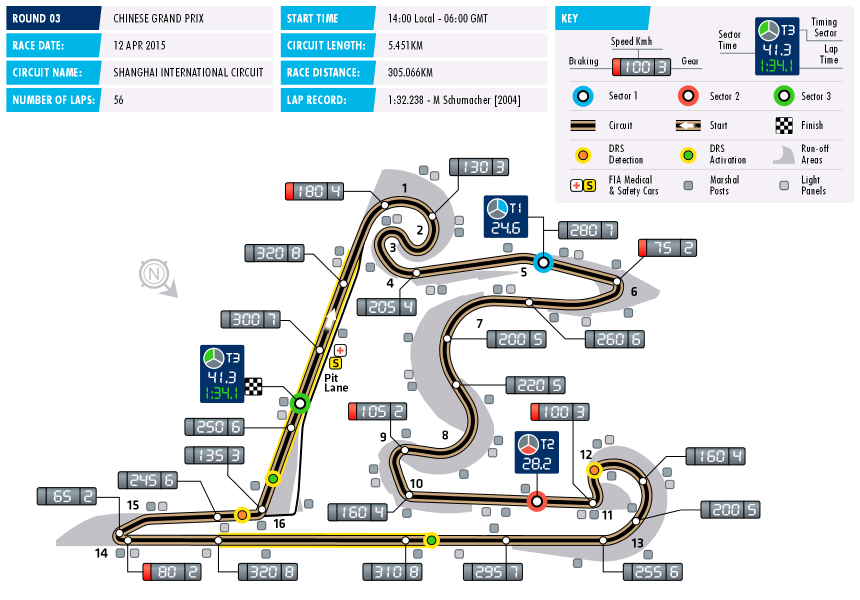 ROUND 03
CHINESE GRAND PRIX
START TIME
14:00 Local - 06:00 GMT
RACE DATE:
12 APR 2015
CIRCUIT LENGTH:
5.451KM
CIRCUIT NAME:
SHANGHAI INTERNATIONAL CIRCUIT
RACE DISTANCE:
305.066KM
NUMBER OF LAPS:
56
LAP RECORD:
1:32.238 - M Schumacher [2004]
KEY
Speed Kmh
Braking
100 3
Gear
Sector Time
T3
41.3
1:34.1
Timing Sector
Lap Time
Sector 1
Sector 2
Sector 3
Circuit
Start
Finish
DRS Detection
DRS Activation
Run-off Areas
S
FIA Medical & Safety Cars
Marshal Posts
Light Panels
130 3
1
180 4
2
T1
24.6
280 7
3
75 2
320 8
N
4
5
6
205 4
300 7
7
200 5
260 6
T3
41.3
1:34.1
S
Pit Lane
220 5
105 2
100 3
250 6
9
8
T2
28.2
12
160 4
135 3
245 6
10
65 2
15
16
160 4
11
200 5
14
13
80 2
320 8
310 8
295 7
255 6